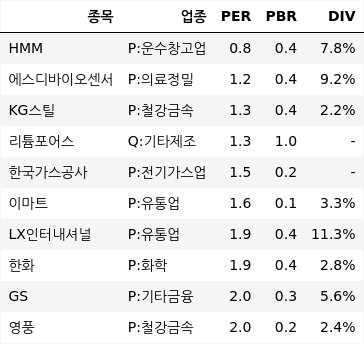 종목 업종 PER PBR DIV
HMM P:운수창고업 0.8 0.4 7.8%
에스디바이오센서 P:의료정밀 1.2 0.4 9.2%
KG스틸 P:철강금속 1.3 0.4 2.2%
리튬포어스 Q:기타제조 1.3 1.0 -
한국가스공사 P:전기가스업 1.5 0.2 -
이마트 P:유통업 1.6 0.1 3.3%
LX인터내셔널 P:유통업 1.9 0.4 11.3%
한화 P:화학 1.9 0.4 2.8%
GS P:기타금융 2.0 0.3 5.6%
영풍 P:철강금속 2.0 0.2 2.4%